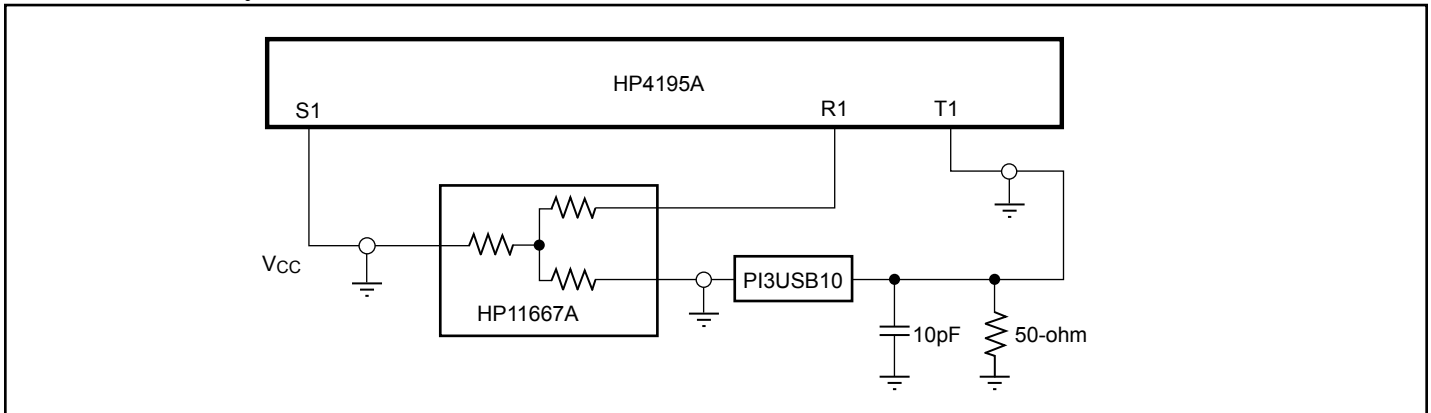 HP4195A
S1
R1
T1
VCC
HP11667A
PI3USB10
10pF
50-ohm